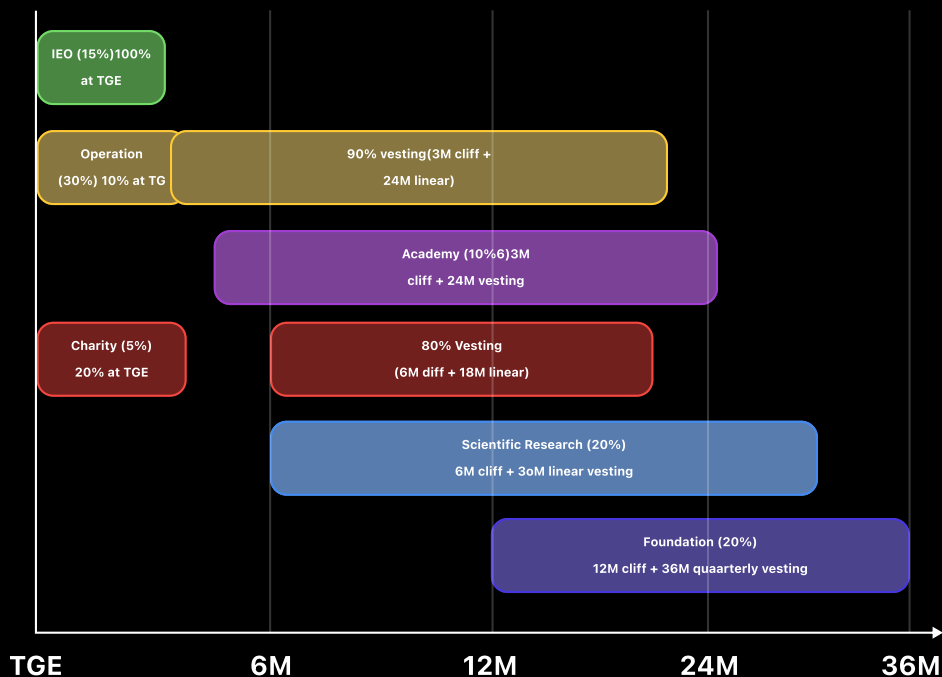 IEO (15%)100%
at TGE
Operation
(30%) 10% at TG
90% vesting(3M cliff +
24M linear)
Academy (10%6)3M
cliff + 24M vesting
Charity (5%)
20% at TGE
80% Vesting
(6M diff + 18M linear)
Scientific Research (20%)
6M cliff + 3oM linear vesting
Foundation (20%)
12M cliff + 36M quaarterly vesting
TGE 6M 12M 24M 36M